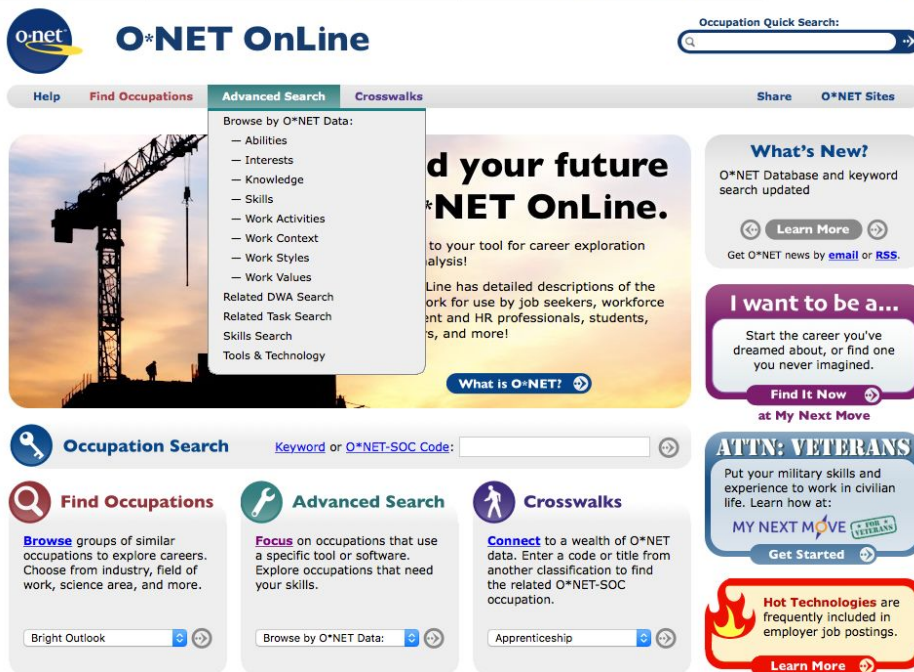 o·net
O*NET OnLine
Occupation Quick Search:
Help
Find Occupations
Advanced Search
Crosswalks
Share
O*NET Sites
Browse by O*NET Data:
— Abilities
— Interests
— Knowledge
— Skills
— Work Activities
— Work Context
— Work Styles
— Work Values
Related DWA Search
Related Task Search
Skills Search
Tools & Technology
d your future
*NET OnLine.
to your tool for career exploration
alysis!
Line has detailed descriptions of the
ork for use by job seekers, workforce
ent and HR professionals, students,
s, and more!
What is O*NET?
What's New?
O*NET Database and keyword
search updated
Learn More
Get O*NET news by email or RSS.
I want to be a...
Start the career you've
dreamed about, or find one
you never imagined.
Find It Now
at My Next Move
Occupation Search
Keyword or O*NET-SOC Code:
ATTN: VETERANS
Put your military skills and
experience to work in civilian
life. Learn how at:
MY NEXT MOVE
FOR
VETERANS
Get Started
Find Occupations
Browse groups of similar
occupations to explore careers.
Choose from industry, field of
work, science area, and more.
Bright Outlook
Advanced Search
Focus on occupations that use
a specific tool or software.
Explore occupations that need
your skills.
Browse by O*NET Data:
Crosswalks
Connect to a wealth of O*NET
data. Enter a code or title from
another classification to find
the related O*NET-SOC
occupation.
Apprenticeship
Hot Technologies are
frequently included in
employer job postings.
Learn More